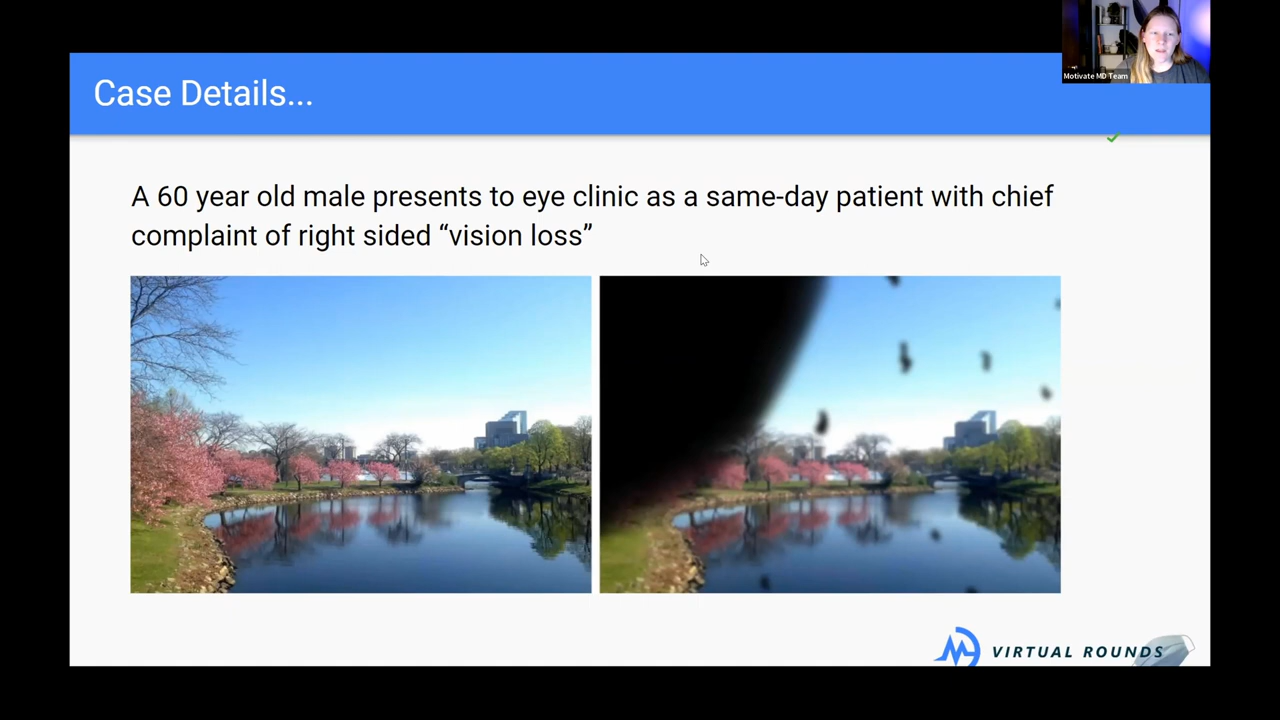 Case Details...
Motivate MD Team
A 60 year old male presents to eye clinic as a same-day patient with chief
complaint of right sided “vision loss”
VIRTUAL ROUNDS